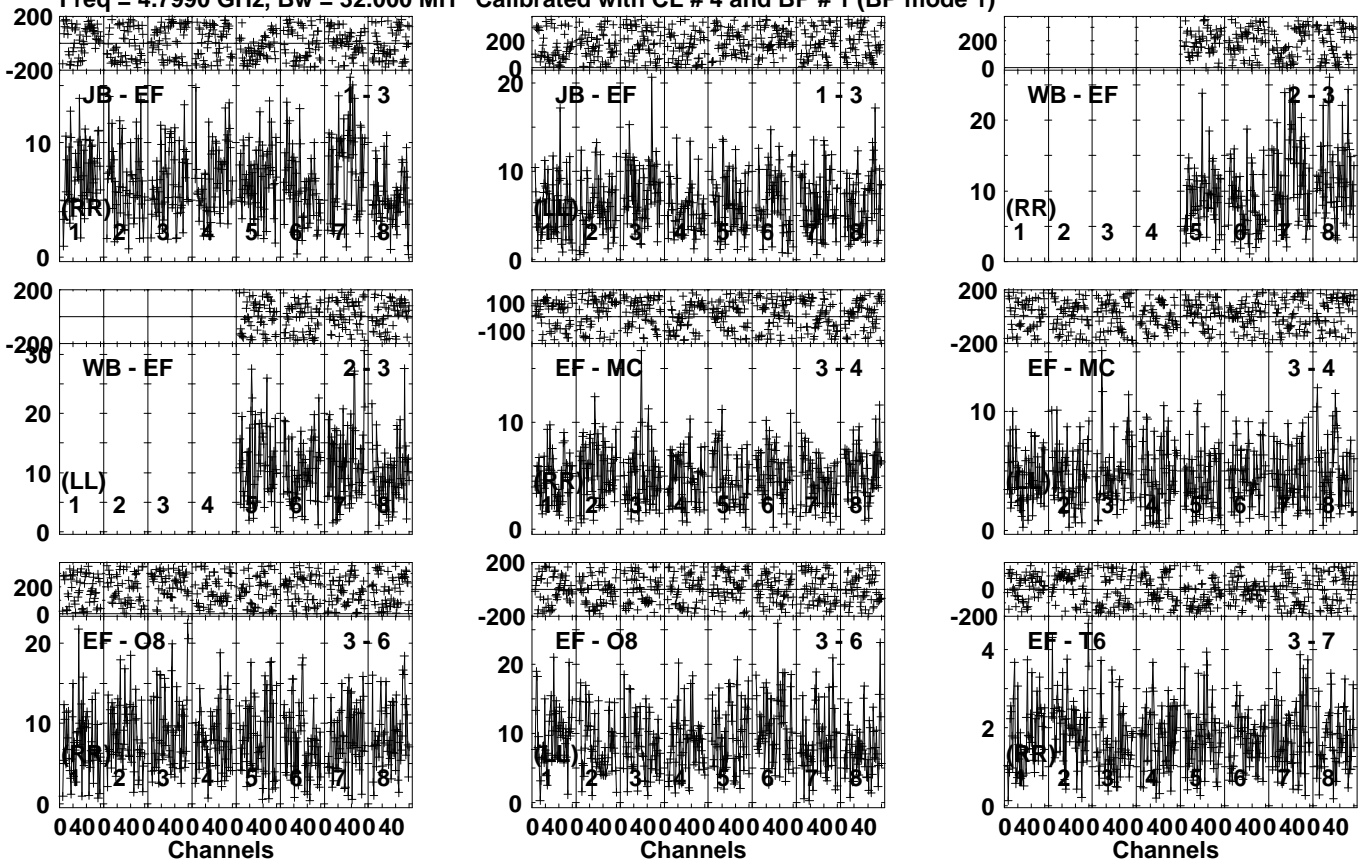 Freq = 4.7990 GHz, Bw = 32.000 MH Calibrated with CL # 4 and BP # 1 (BP mode 1)
200
-200
JB - EF 1 - 3
10
(RR)
1 2 3 4 5 6 7 8
0
200
0
20
JB - EF 1 - 3
10
(LL)
1 2 3 4 5 6 7 8
0
200
0
WB - EF 2 - 3
20
10
(RR)
1 2 3 4 5 6 7 8
0
200
-200
30
WB - EF 2 - 3
20
10
(LL)
1 2 3 4 5 6 7 8
0
100
-100
EF - MC 3 - 4
10
(RR)
1 2 3 4 5 6 7 8
0
200
-200
EF - MC 3 - 4
10
(LL)
1 2 3 4 5 6 7 8
0
200
0
20
EF - O8 3 - 6
10
(RR)
1 2 3 4 5 6 7 8
0
0 40 0 40 0 40 0 40 0 40 0 40 0 40 0 40
Channels
200
-200
EF - O8 3 - 6
20
10
(LL)
1 2 3 4 5 6 7 8
0
0 40 0 40 0 40 0 40 0 40 0 40 0 40 0 40
Channels
0
-200
EF - T6 3 - 7
4
2
(RR)
1 2 3 4 5 6 7 8
0
0 40 0 40 0 40 0 40 0 40 0 40 0 40 0 40
Channels